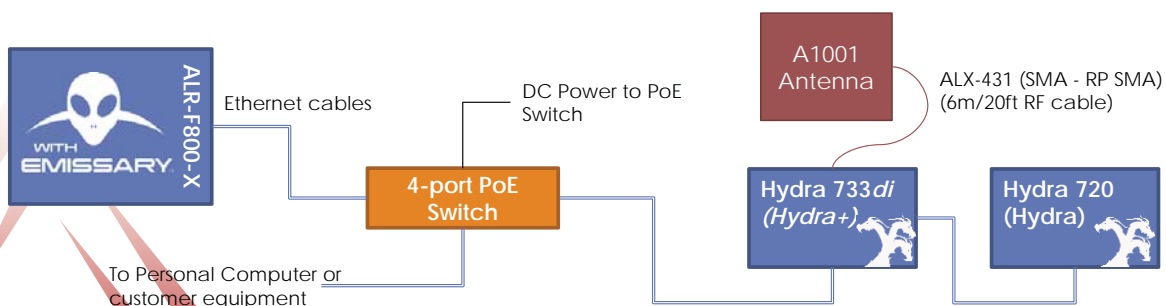 WITH
EMISSARY
ALR-F800-X
Ethernet cables
DC Power to PoE
Switch
4-port PoE
Switch
To Personal Computer or
customer equipment
A1001
Antenna
ALX-431 (SMA - RP SMA)
(6m/20ft RF cable)
Hydra 733di
(Hydra+)
Hydra 720
(Hydra)